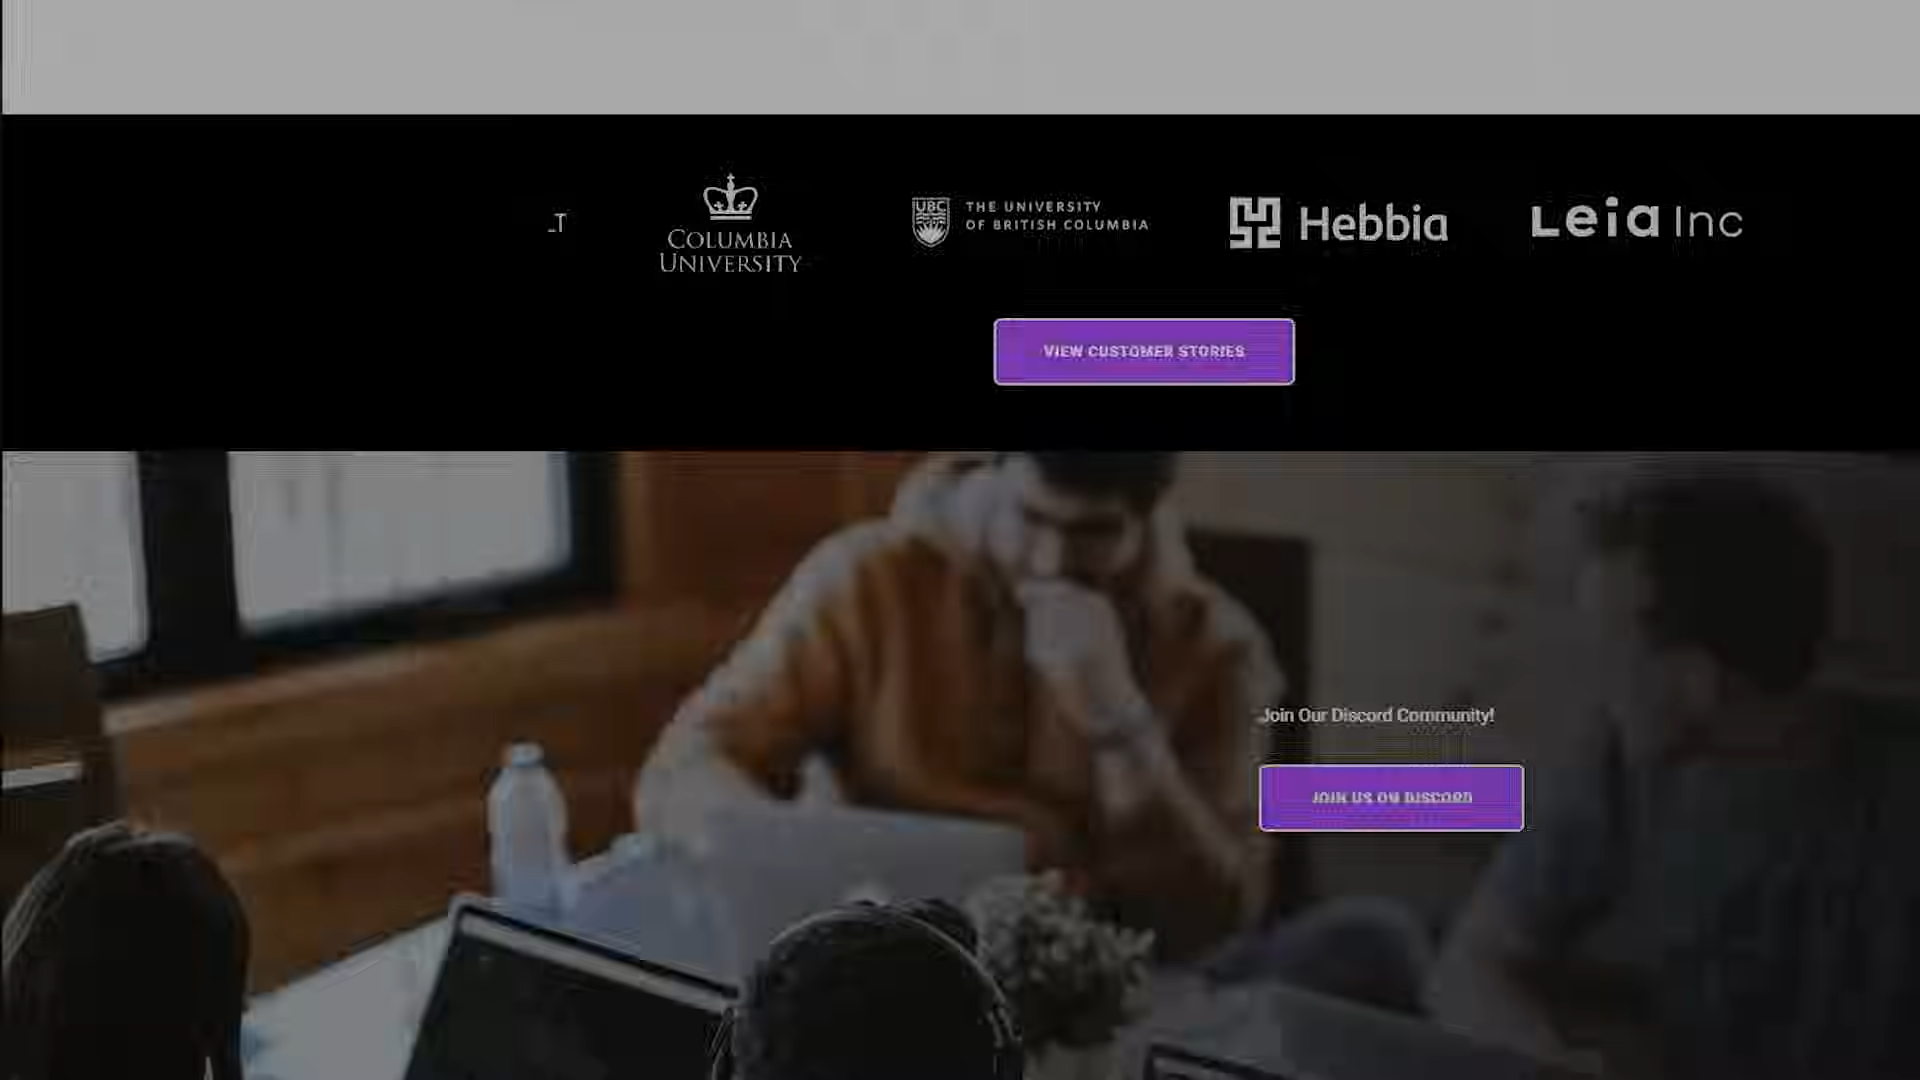 COLUMBIA
UNIVERSITY
UBC
THE UNIVERSITY
OF BRITISH COLUMBIA
Hebbia
Leia Inc
VIEW CUSTOMER STORIES
Join Our Discord Community!
JOIN US ON DISCORD